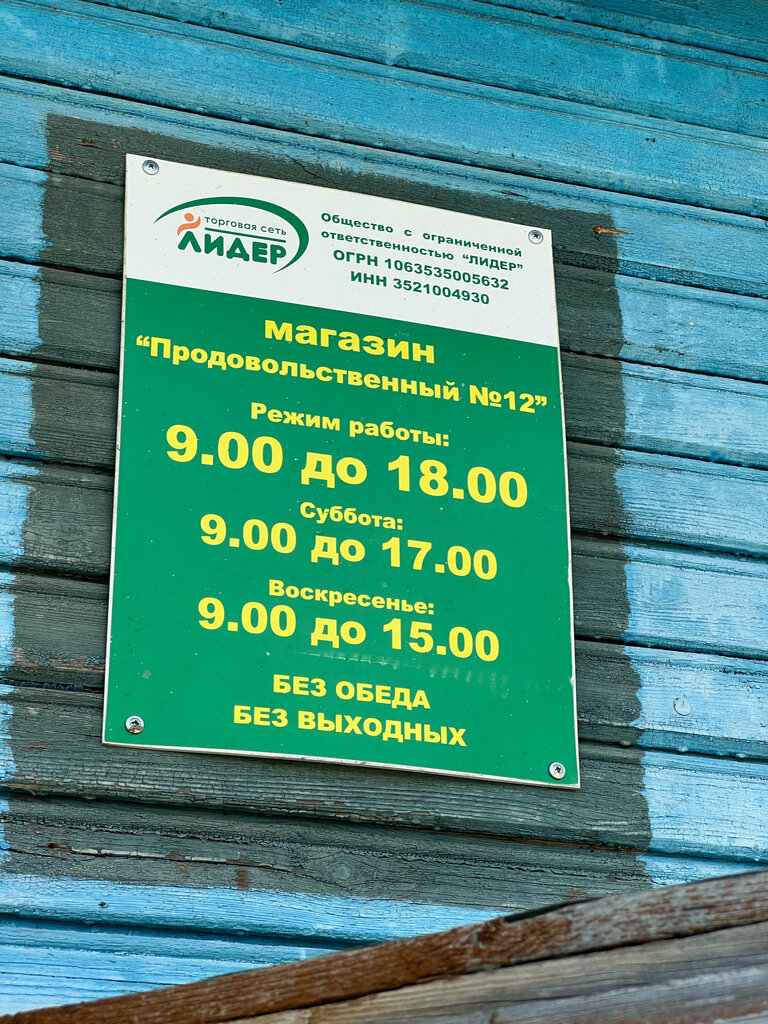 торговая сеть
ЛИДЕР
Общество с ограниченной
ответственностью "ЛИДЕР"
ОГРН 1063535005632
ИНН 3521004930
магазин
"Продовольственный №12"
Режим работы:
9.00 до 18.00
Суббота:
9.00 до 17.00
Воскресенье:
9.00 до 15.00
БЕЗ ОБЕДА
БЕЗ ВЫХОДНЫХ